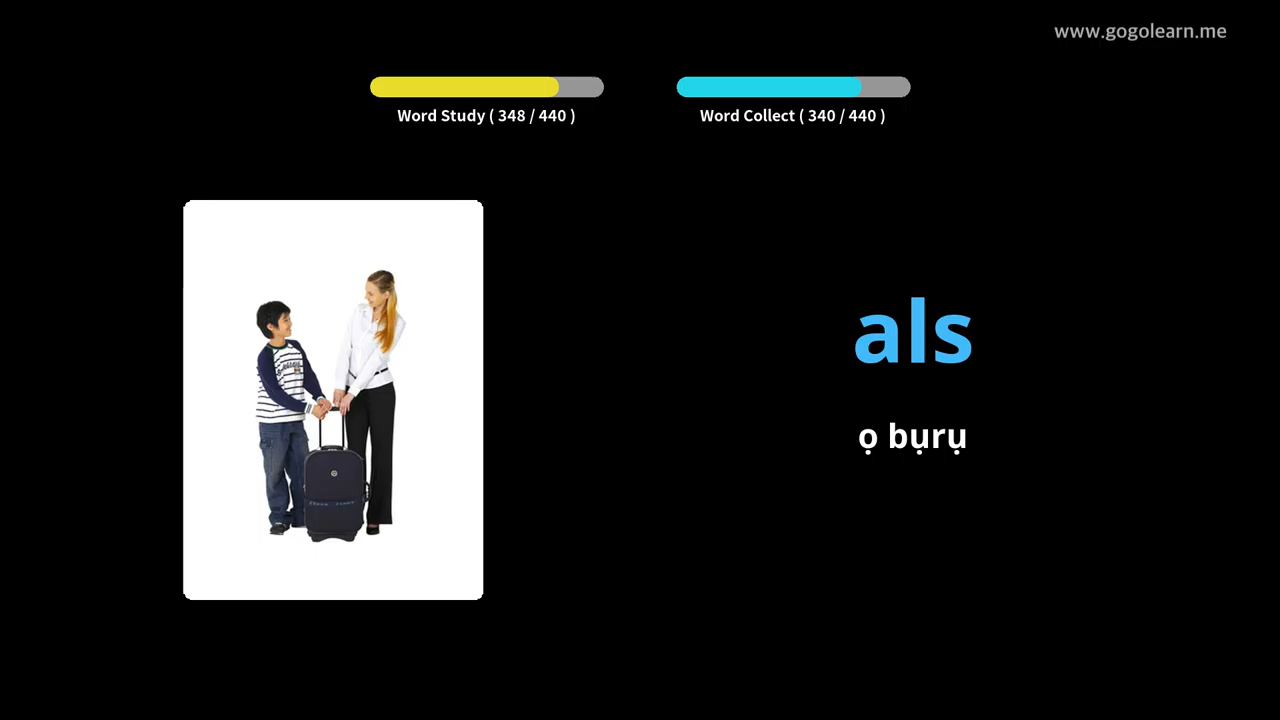 www.gogolearn.me
Word Study ( 348 / 440 )
Word Collect ( 340 / 440 )
als
ọ bụrụ